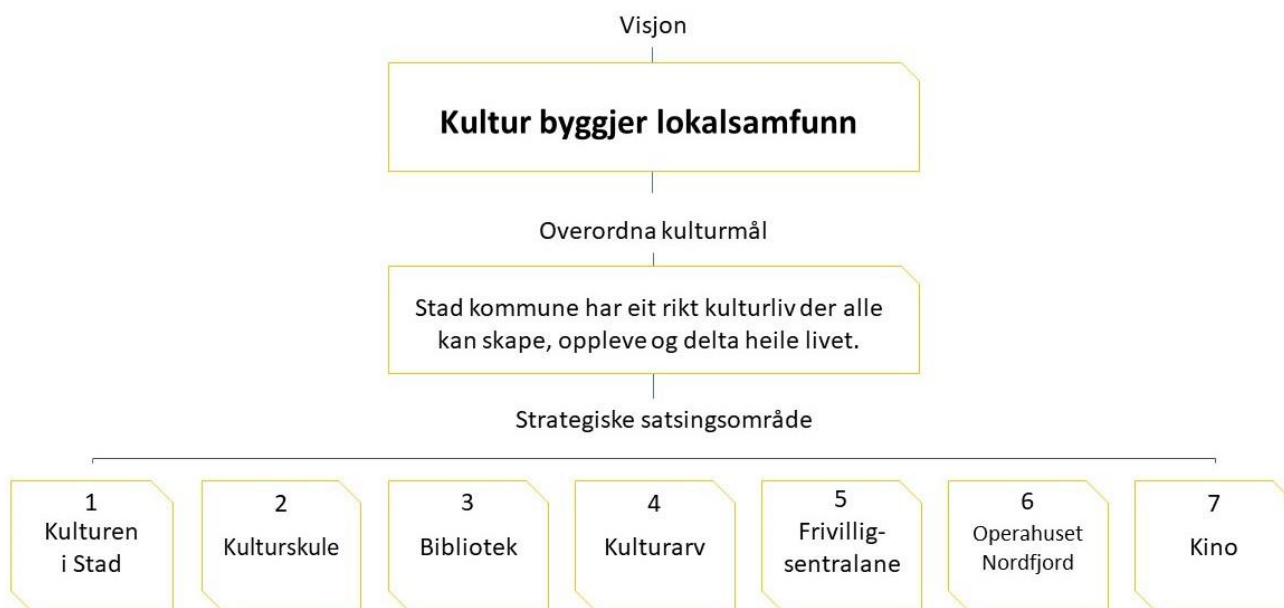 Visjon
Kultur byggjer lokalsamfunn
Overordna kulturmål
Stad kommune har eit rikt kulturliv der alle
kan skape, oppleve og delta heile livet.
Strategiske satsingsområde
1
Kulturen
i Stad
2
Kulturskule
3
Bibliotek
4
Kulturarv
5
Frivillig-
sentralane
6
Operahuset
Nordfjord
7
Kino